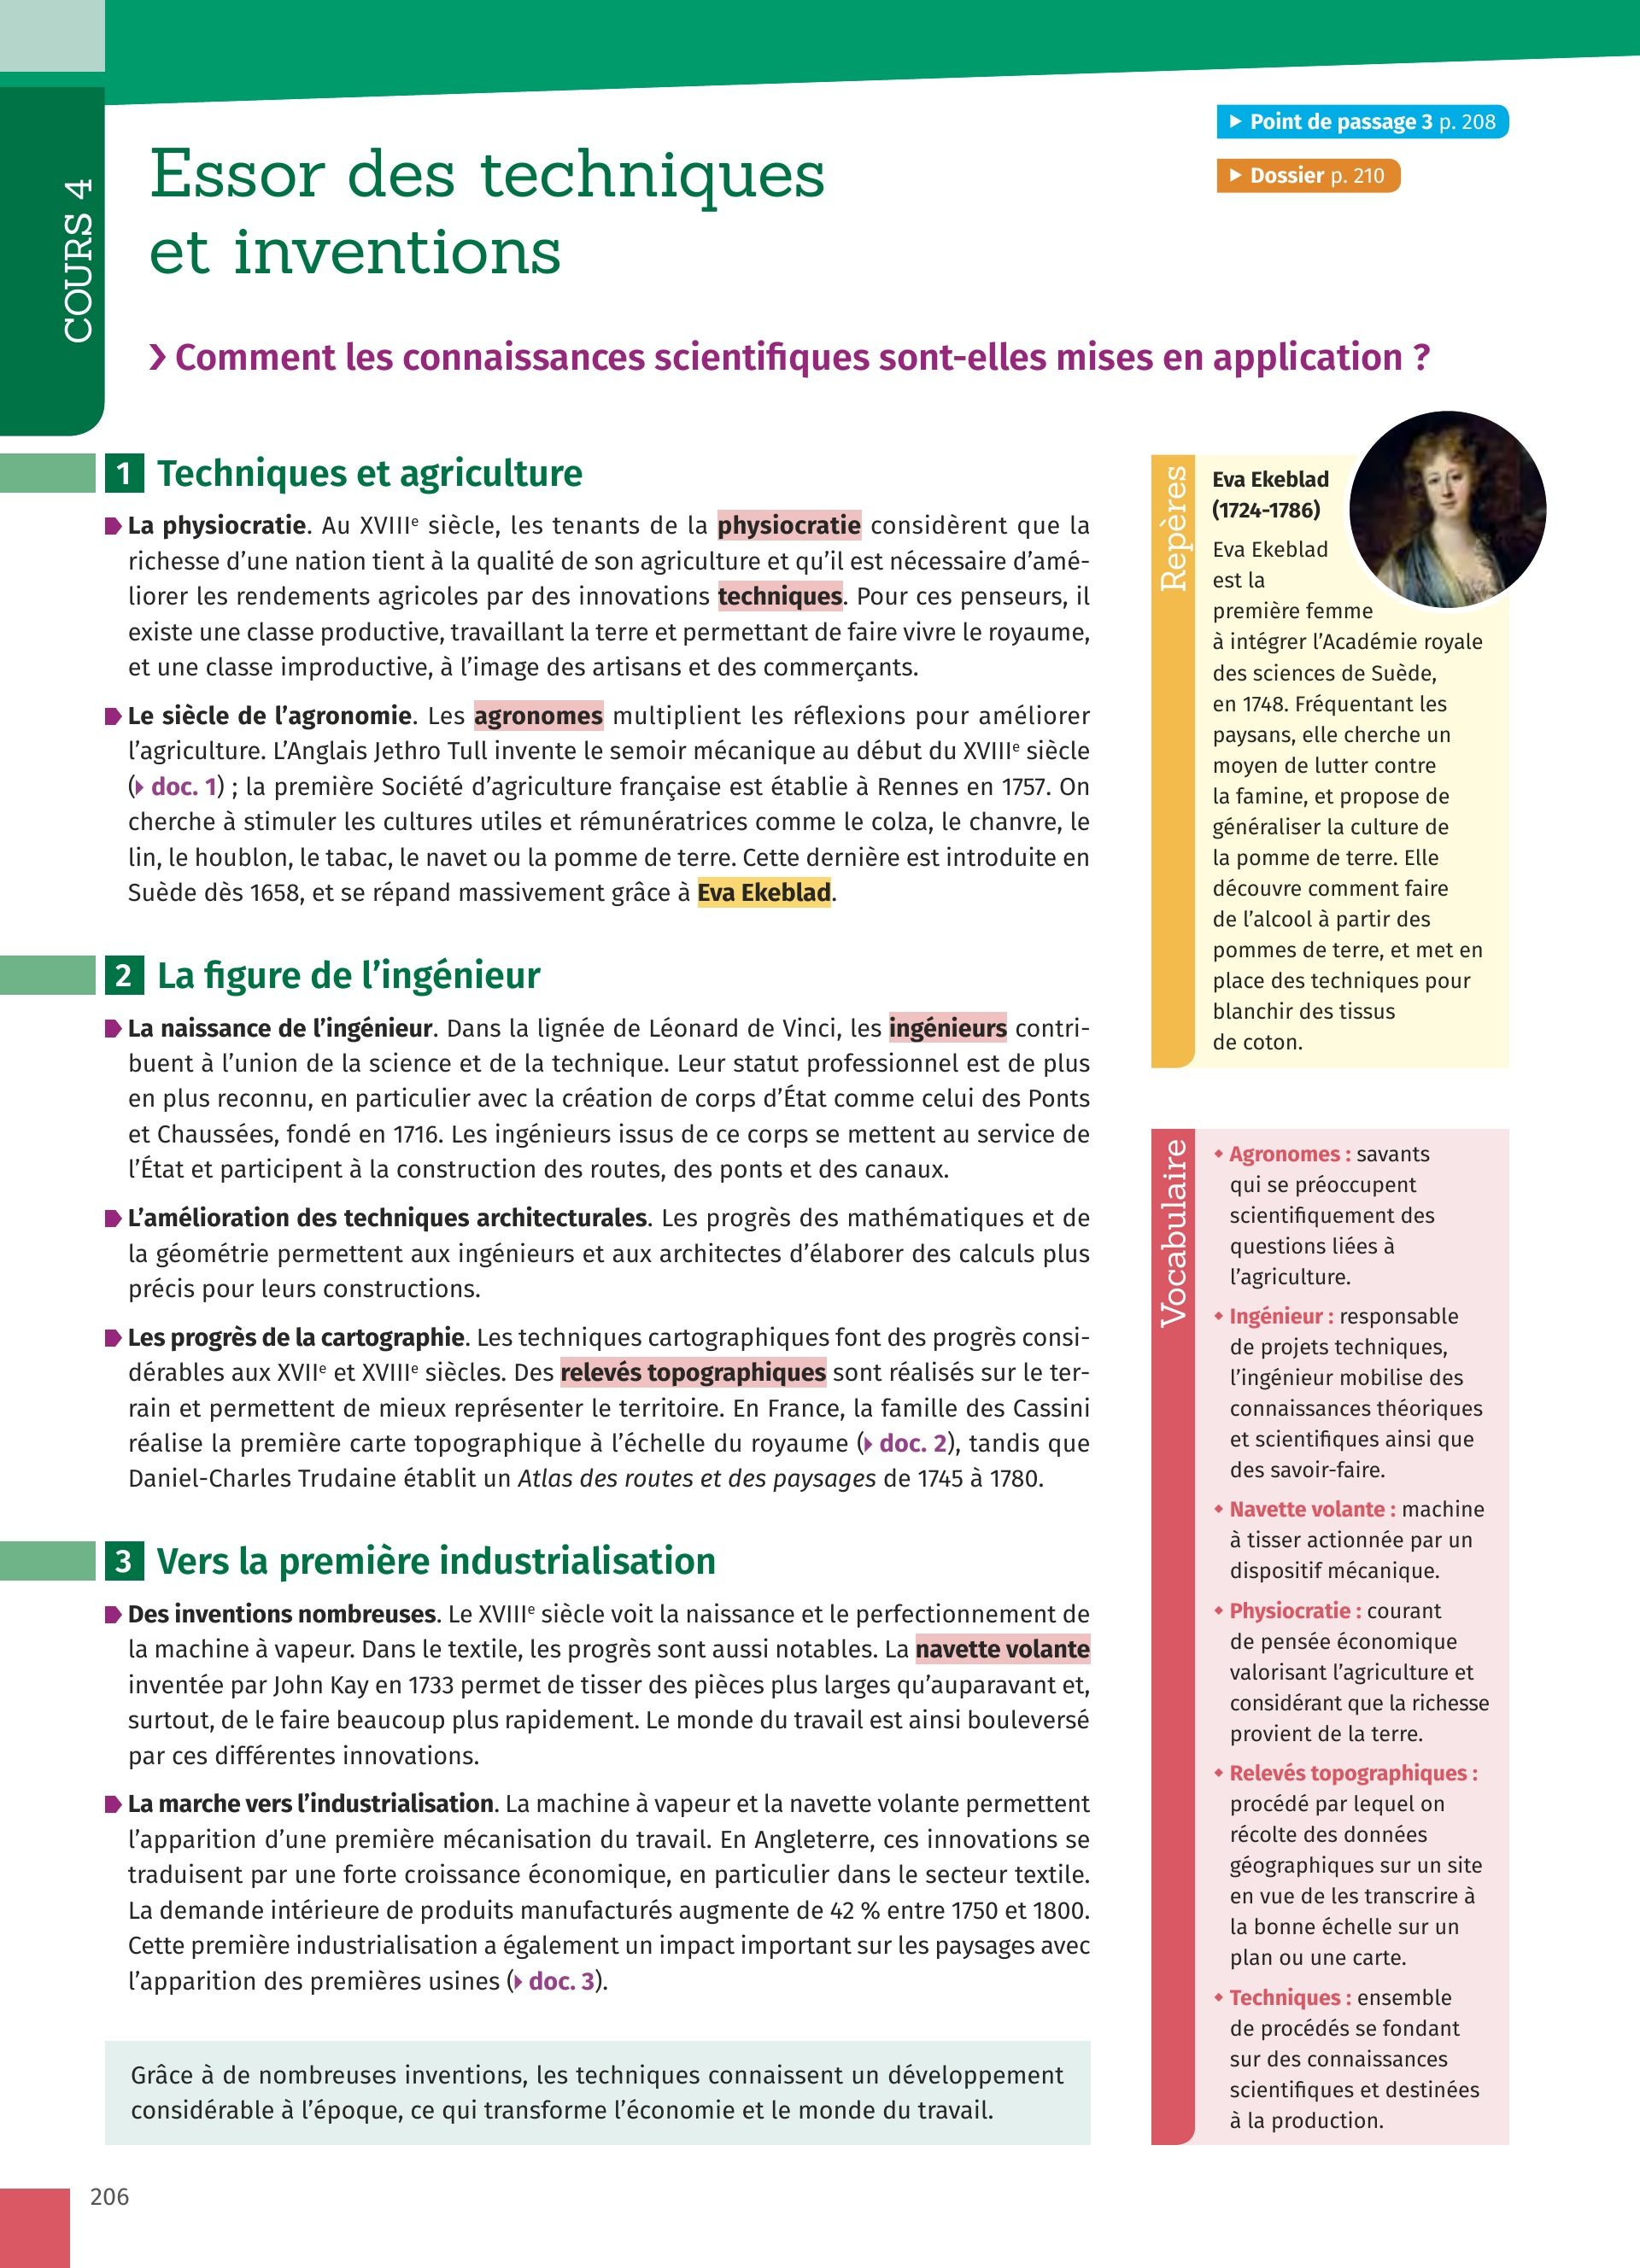 COURS 4
Point de passage 3 p. 208
Dossier p. 210
Essor des techniques
et inventions
Comment les connaissances scientifiques sont-elles mises en application ?
1 Techniques et agriculture
La physiocratie. Au XVIIIe siècle, les tenants de la physiocratie considèrent que la
richesse d’une nation tient à la qualité de son agriculture et qu’il est nécessaire d’amé-
liorer les rendements agricoles par des innovations techniques. Pour ces penseurs, il
existe une classe productive, travaillant la terre et permettant de faire vivre le royaume,
et une classe improductive, à l’image des artisans et des commerçants.
Le siècle de l’agronomie. Les agronomes multiplient les réflexions pour améliorer
l’agriculture. L’Anglais Jethro Tull invente le semoir mécanique au début du XVIIIe siècle
(doc. 1) ; la première Société d’agriculture française est établie à Rennes en 1757. On
cherche à stimuler les cultures utiles et rémunératrices comme le colza, le chanvre, le
lin, le houblon, le tabac, le navet ou la pomme de terre. Cette dernière est introduite en
Suède dès 1658, et se répand massivement grâce à Eva Ekeblad.
2 La figure de l’ingénieur
La naissance de l’ingénieur. Dans la lignée de Léonard de Vinci, les ingénieurs contri-
buent à l’union de la science et de la technique. Leur statut professionnel est de plus
en plus reconnu, en particulier avec la création de corps d’État comme celui des Ponts
et Chaussées, fondé en 1716. Les ingénieurs issus de ce corps se mettent au service de
l’État et participent à la construction des routes, des ponts et des canaux.
L’amélioration des techniques architecturales. Les progrès des mathématiques et de
la géométrie permettent aux ingénieurs et aux architectes d’élaborer des calculs plus
précis pour leurs constructions.
Les progrès de la cartographie. Les techniques cartographiques font des progrès consi-
dérables aux XVIIe et XVIIIe siècles. Des relevés topographiques sont réalisés sur le ter-
rain et permettent de mieux représenter le territoire. En France, la famille des Cassini
réalise la première carte topographique à l’échelle du royaume (doc. 2), tandis que
Daniel-Charles Trudaine établit un Atlas des routes et des paysages de 1745 à 1780.
3 Vers la première industrialisation
Des inventions nombreuses. Le XVIIIe siècle voit la naissance et le perfectionnement de
la machine à vapeur. Dans le textile, les progrès sont aussi notables. La navette volante
inventée par John Kay en 1733 permet de tisser des pièces plus larges qu’auparavant et,
surtout, de le faire beaucoup plus rapidement. Le monde du travail est ainsi bouleversé
par ces différentes innovations.
La marche vers l’industrialisation. La machine à vapeur et la navette volante permettent
l’apparition d’une première mécanisation du travail. En Angleterre, ces innovations se
traduisent par une forte croissance économique, en particulier dans le secteur textile.
La demande intérieure de produits manufacturés augmente de 42 % entre 1750 et 1800.
Cette première industrialisation a également un impact important sur les paysages avec
l’apparition des premières usines (doc. 3).
Grâce à de nombreuses inventions, les techniques connaissent un développement
considérable à l’époque, ce qui transforme l’économie et le monde du travail.
Repères
Eva Ekeblad
(1724-1786)
Eva Ekeblad
est la
première femme
à intégrer l’Académie royale
des sciences de Suède,
en 1748. Fréquentant les
paysans, elle cherche un
moyen de lutter contre
la famine, et propose de
généraliser la culture de
la pomme de terre. Elle
découvre comment faire
de l’alcool à partir des
pommes de terre, et met en
place des techniques pour
blanchir des tissus
de coton.
Vocabulaire
Agronomes : savants
qui se préoccupent
scientifiquement des
questions liées à
l’agriculture.
Ingénieur : responsable
de projets techniques,
l’ingénieur mobilise des
connaissances théoriques
et scientifiques ainsi que
des savoir-faire.
Navette volante : machine
à tisser actionnée par un
dispositif mécanique.
Physiocratie : courant
de pensée économique
valorisant l’agriculture et
considérant que la richesse
provient de la terre.
Relevés topographiques :
procédé par lequel on
récolte des données
géographiques sur un site
en vue de les transcrire à
la bonne échelle sur un
plan ou une carte.
Techniques : ensemble
de procédés se fondant
sur des connaissances
scientifiques et destinées
à la production.
206